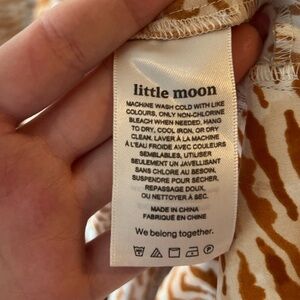 little moon
MACHINE WASH COLD WITH LIKE
COLOURS, ONLY NON-CHLORINE
BLEACH WHEN NEEDED, HANG
TO DRY, COOL IRON, OR DRY
CLEAN. LAVER À LA MACHINE
À L'EAU FROIDE AVEC COULEURS
SEMBLABLES, UTILISER
SEULEMENT UN JAVELLISANT
SANS CHLORE AU BESOIN,
SUSPENDRE POUR SÉCHER,
REPASSAGE DOUX,
OU NETTOYER À SEC.
MADE IN CHINA
FABRIQUÉ EN CHINE
We belong together.